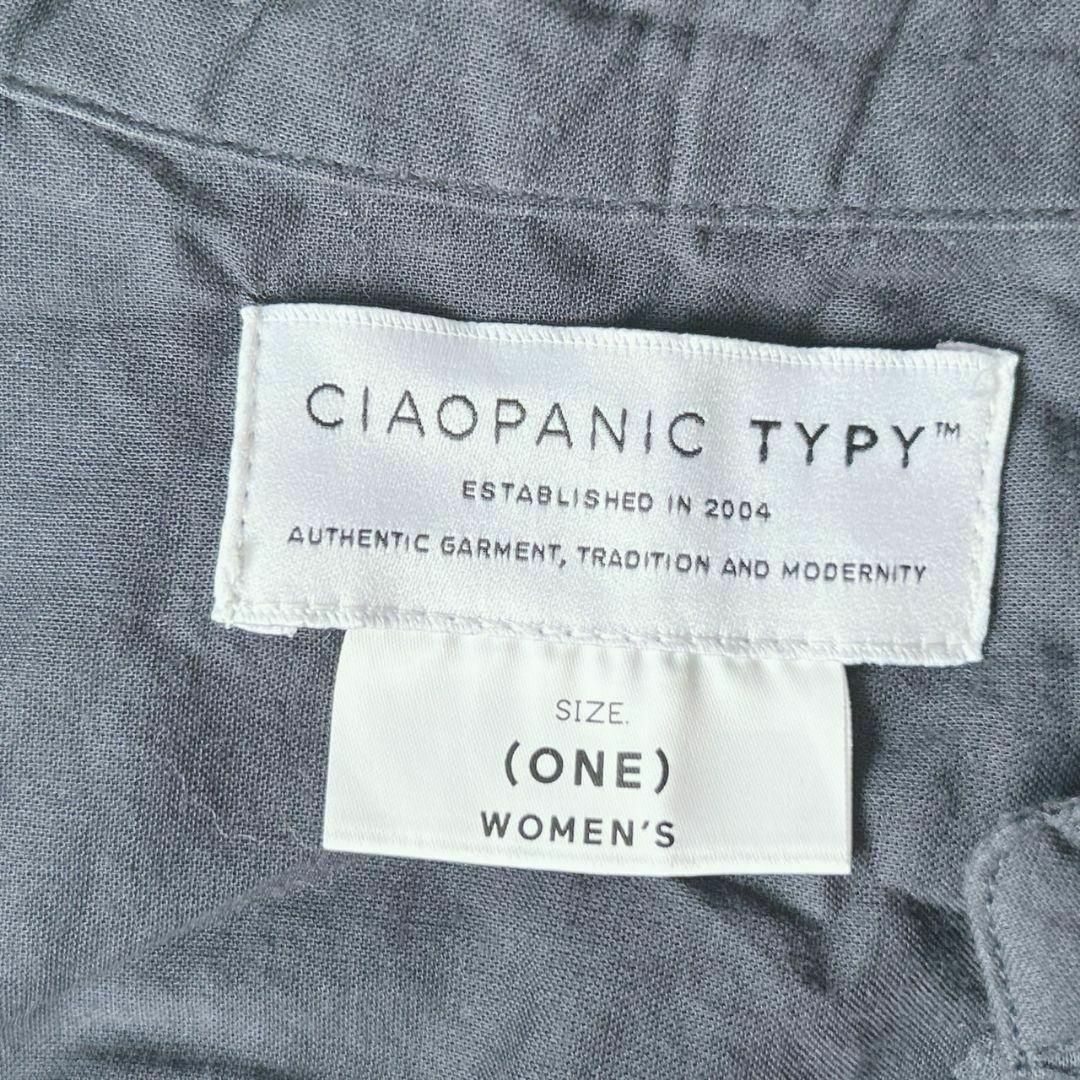 CIAOPANIC TYPY™
ESTABLISHED IN 2004
AUTHENTIC GARMENT, TRADITION AND MODERNITY
SIZE.
(ONE)
WOMEN'S